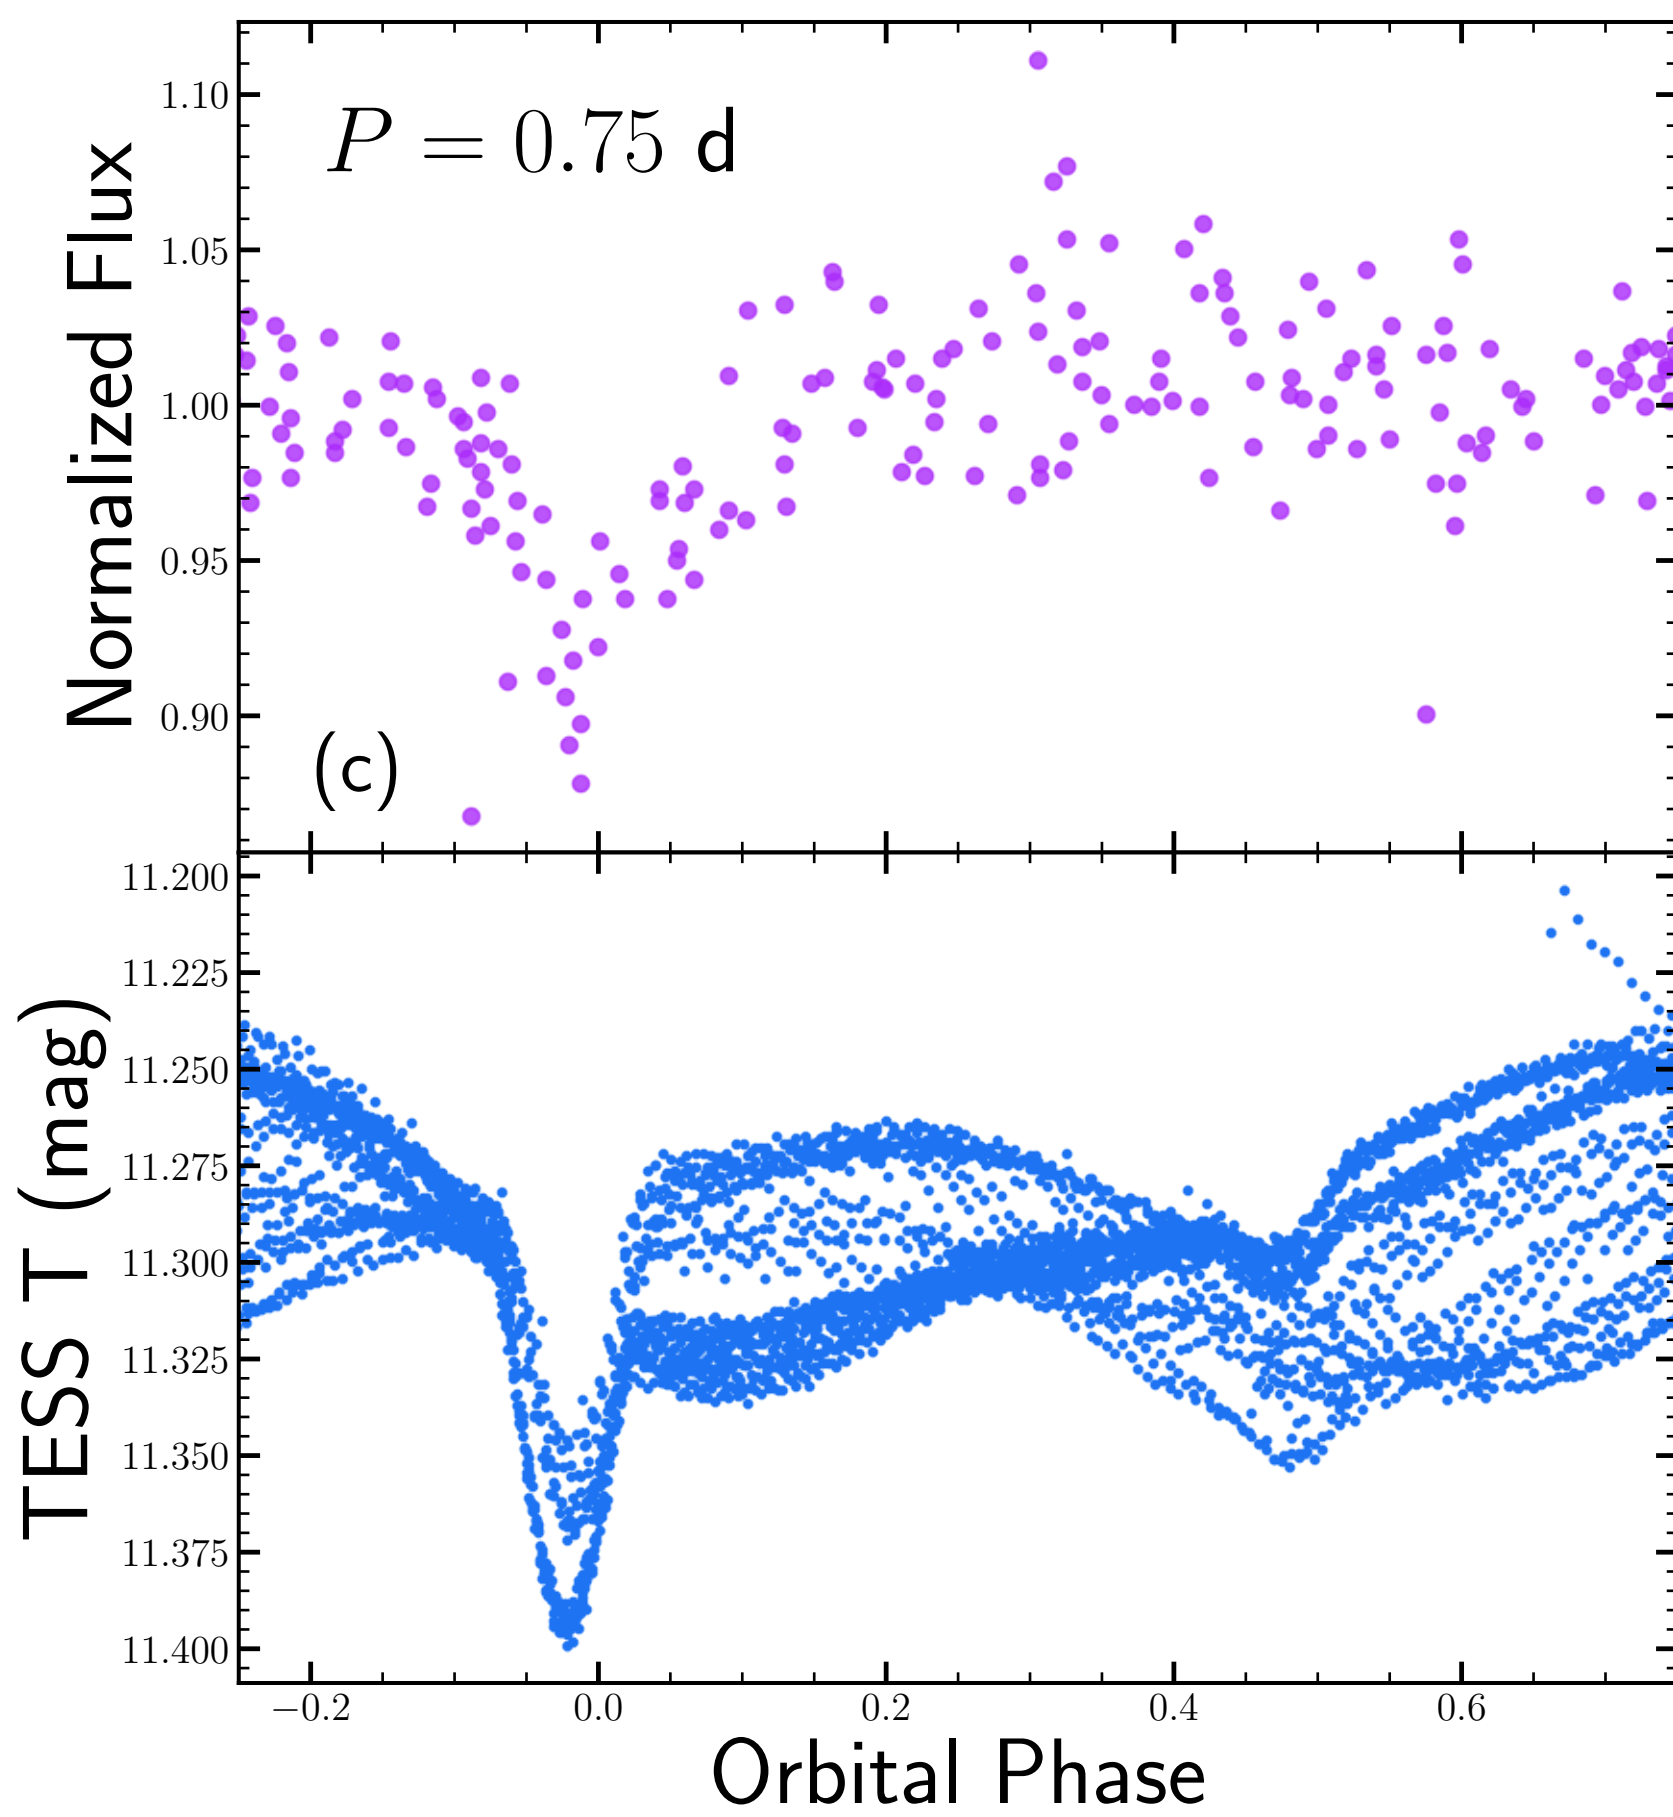 Normalized Flux
1.10
1.05
1.00
0.95
0.90
P = 0.75 d
(c)
TESS T (mag)
11.200
11.225
11.250
11.275
11.300
11.325
11.350
11.375
11.400
−0.2 0.0 0.2 0.4 0.6
Orbital Phase